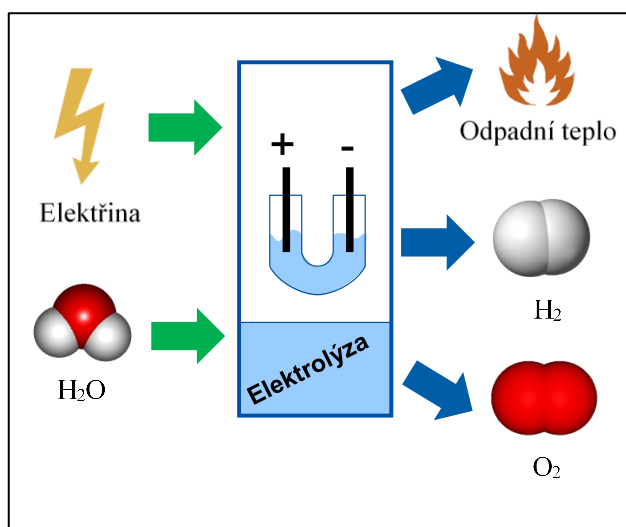 Elektřina
H₂O
+ -
Elektrolýza
Odpadní teplo
H₂
O₂